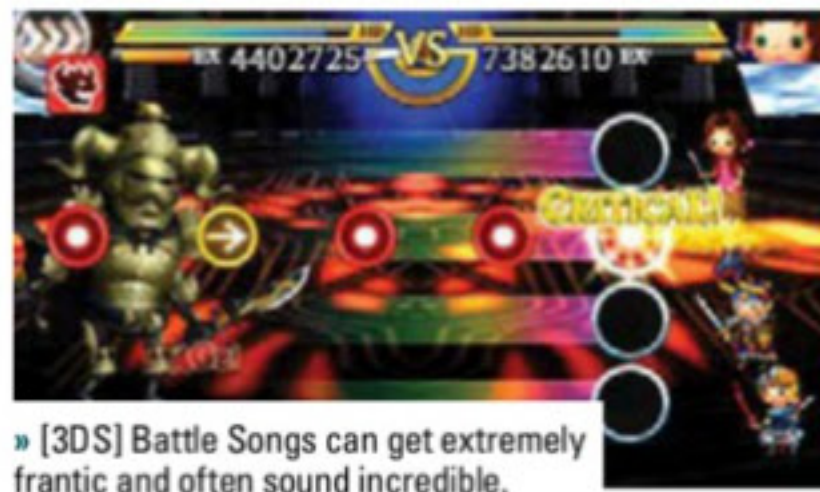 EX 4402725 VS 7382610 EX
CRITICAL!
» [3DS] Battle Songs can get extremely
frantic and often sound incredible.